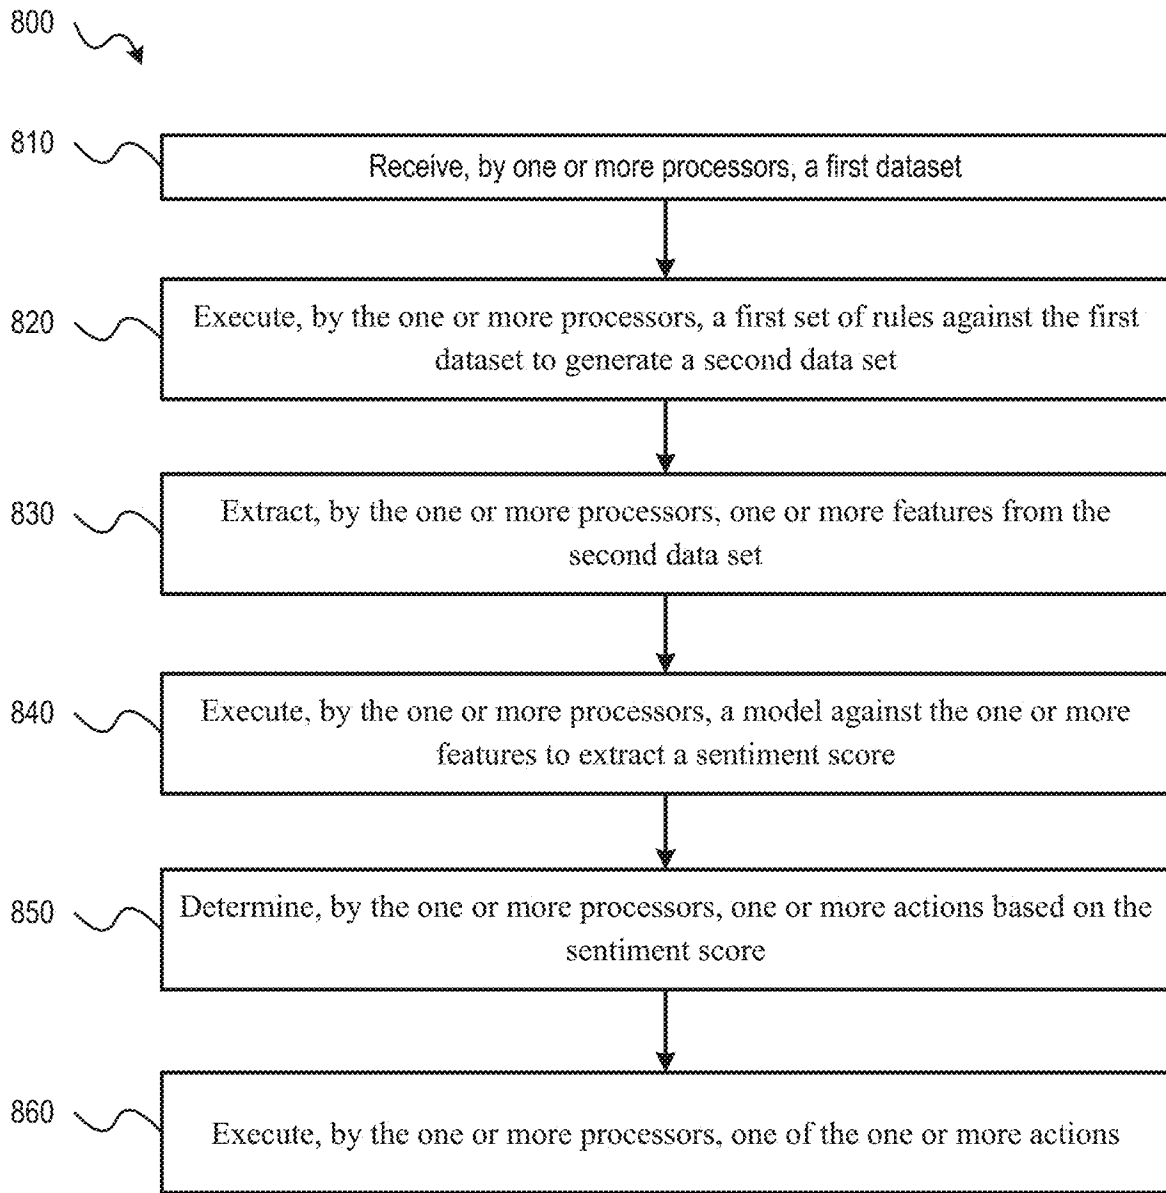 800
810
Receive, by one or more processors, a first dataset
820
Execute, by the one or more processors, a first set of rules against the first
dataset to generate a second data set
830
Extract, by the one or more processors, one or more features from the
second data set
840
Execute, by the one or more processors, a model against the one or more
features to extract a sentiment score
850
Determine, by the one or more processors, one or more actions based on the
sentiment score
860
Execute, by the one or more processors, one of the one or more actions